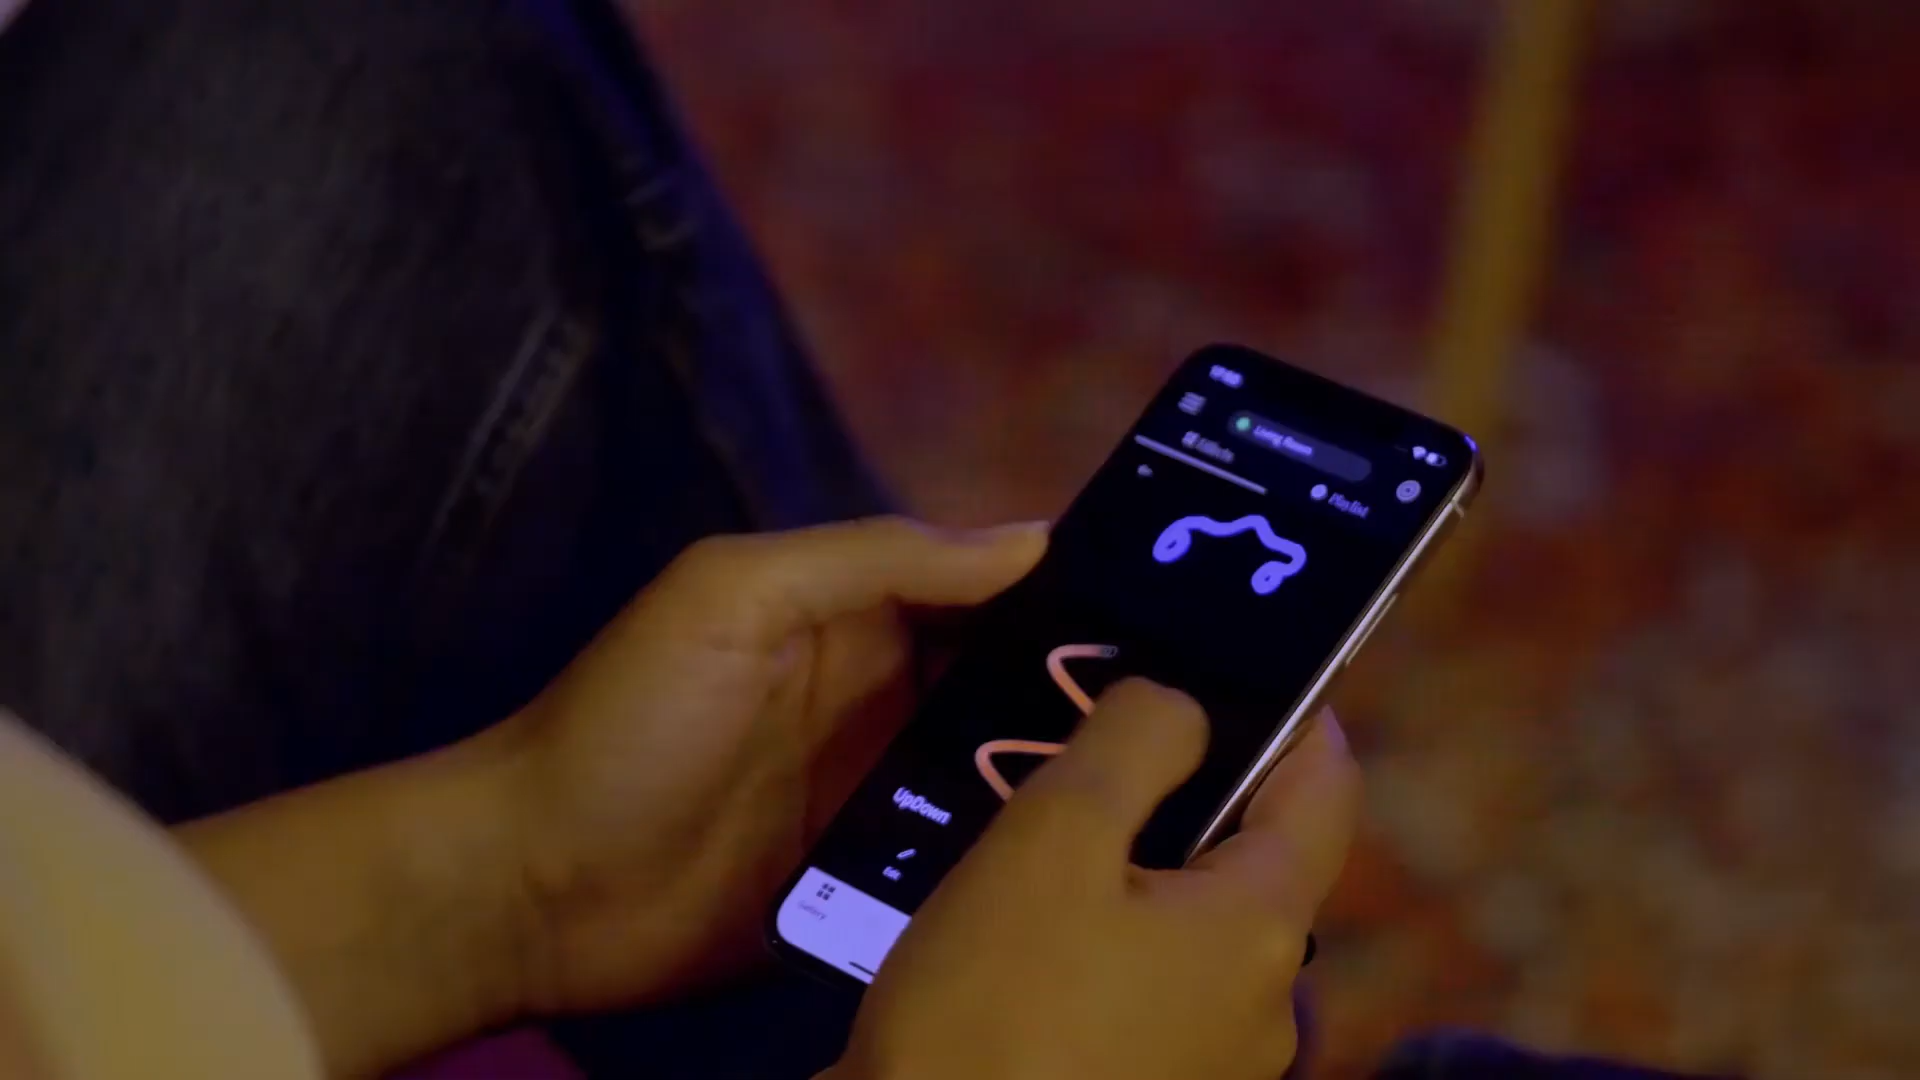 Living Room
Effects
Playlist
UpDown
Edit
Gallery